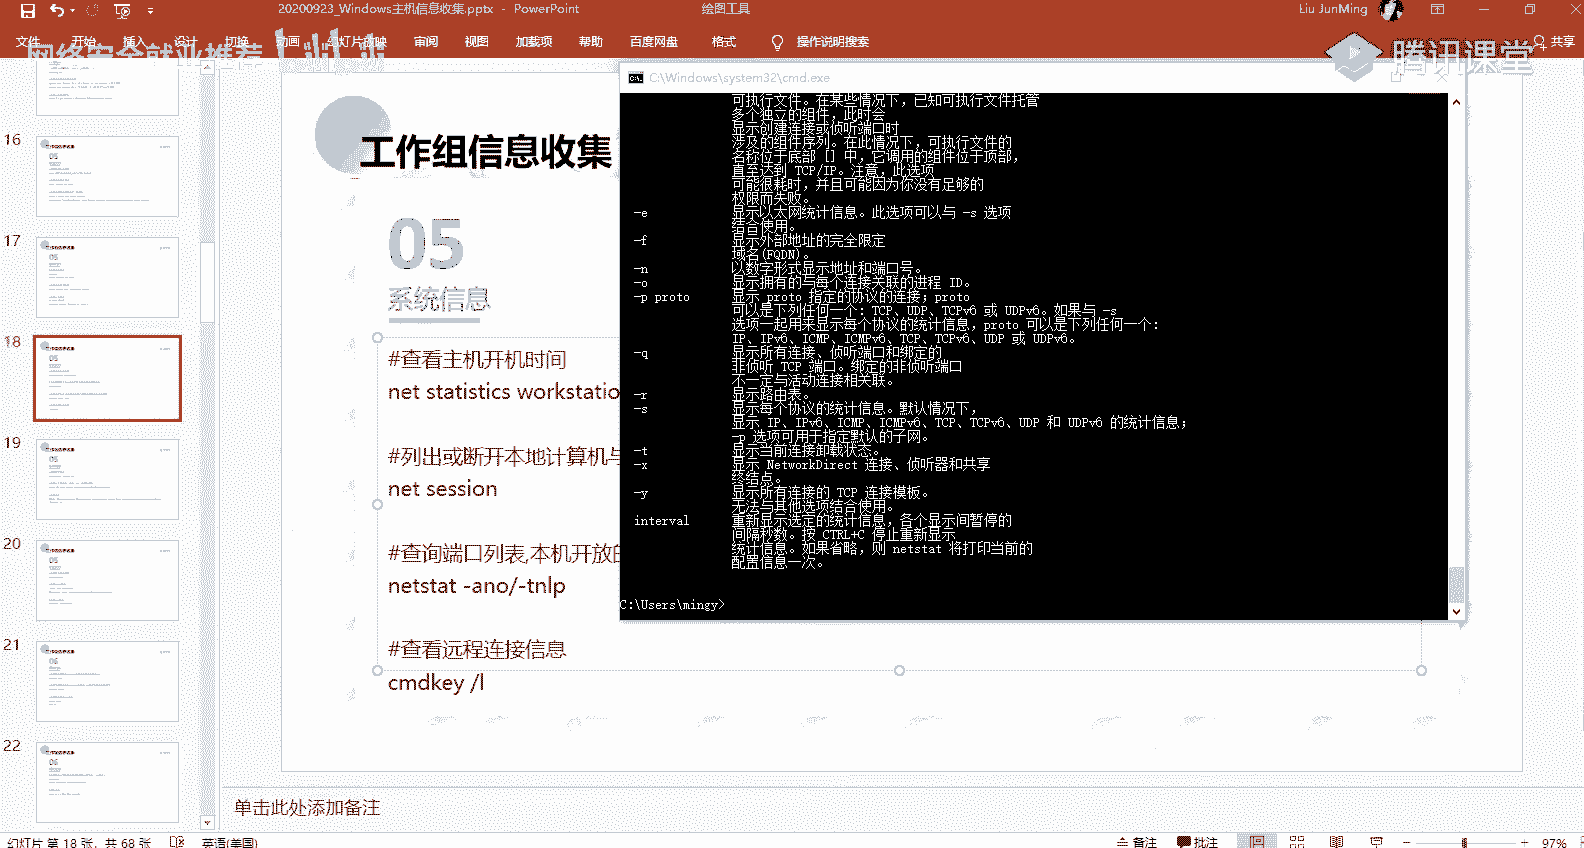 20200923_Windows主机信息收集.pptx - PowerPoint
绘图工具
Liu JunMing
文件 开始 插入 设计 切换 动画 幻灯片放映 审阅 视图 加载项 帮助 百度网盘 格式 操作说明搜索 共享
网络安全就业推荐
腾讯课堂
16
17
18
19
20
21
22
工作组信息收集
05
系统信息
#查看主机开机时间
net statistics workstatio
#列出或断开本地计算机与
net session
#查询端口列表,本机开放的
netstat -ano/-tnlp
#查看远程连接信息
cmdkey /l
C:\Windows\system32\cmd.exe
可执行文件。在某些情况下，已知可执行文件托管
多个独立的组件，此时会
显示创建连接或侦听端口时
涉及的组件序列。在此情况下，可执行文件的
名称位于底部 [] 中，它调用的组件位于顶部，
直至达到 TCP/IP。注意，此选项
可能很耗时，并且可能因为你没有足够的
权限而失败。
-e 显示以太网统计信息。此选项可以与 -s 选项
结合使用。
-f 显示外部地址的完全限定
域名(FQDN)。
-n 以数字形式显示地址和端口号。
-o 显示拥有的与每个连接关联的进程 ID。
-p proto 显示 proto 指定的协议的连接；proto
可以是下列任何一个: TCP、UDP、TCPv6 或 UDPv6。如果与 -s
选项一起用来显示每个协议的统计信息，proto 可以是下列任何一个:
IP、IPv6、ICMP、ICMPv6、TCP、TCPv6、UDP 或 UDPv6。
-q 显示所有连接、侦听端口和绑定的
非侦听 TCP 端口。绑定的非侦听端口
不一定与活动连接相关联。
-r 显示路由表。
-s 显示每个协议的统计信息。默认情况下，
显示 IP、IPv6、ICMP、ICMPv6、TCP、TCPv6、UDP 和 UDPv6 的统计信息；
-p 选项可用于指定默认的子网。
-t 显示当前连接卸载状态。
-x 显示 NetworkDirect 连接、侦听器和共享
终结点。
-y 显示所有连接的 TCP 连接模板。
无法与其他选项结合使用。
interval 重新显示选定的统计信息，各个显示间暂停的
间隔秒数。按 CTRL+C 停止重新显示
统计信息。如果省略，则 netstat 将打印当前的
配置信息一次。
C:\Users\mingy>
单击此处添加备注
幻灯片 第 18 张，共 68 张 英语(美国)
备注 批注 97%